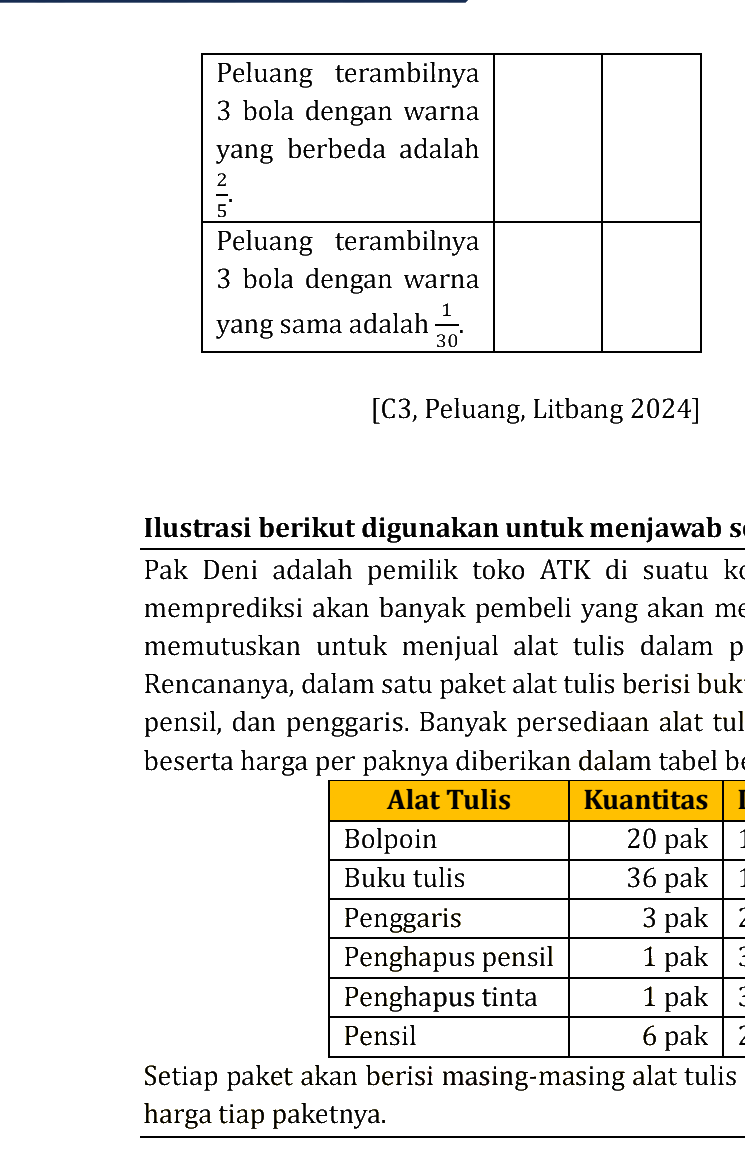 Peluang terambilnya
3 bola dengan warna
yang berbeda adalah
2/5.
Peluang terambilnya
3 bola dengan warna
yang sama adalah 1/30.
[C3, Peluang, Litbang 2024]
Ilustrasi berikut digunakan untuk menjawab
Pak Deni adalah pemilik toko ATK di suatu
memprediksi akan banyak pembeli yang akan
memutuskan untuk menjual alat tulis dalam
Rencananya, dalam satu paket alat tulis berisi
pensil, dan penggaris. Banyak persediaan alat
beserta harga per paknya diberikan dalam tabel
Alat Tulis Kuantitas
Bolpoin 20 pak
Buku tulis 36 pak
Penggaris 3 pak
Penghapus pensil 1 pak
Penghapus tinta 1 pak
Pensil 6 pak
Setiap paket akan berisi masing-masing alat tulis
harga tiap paketnya.